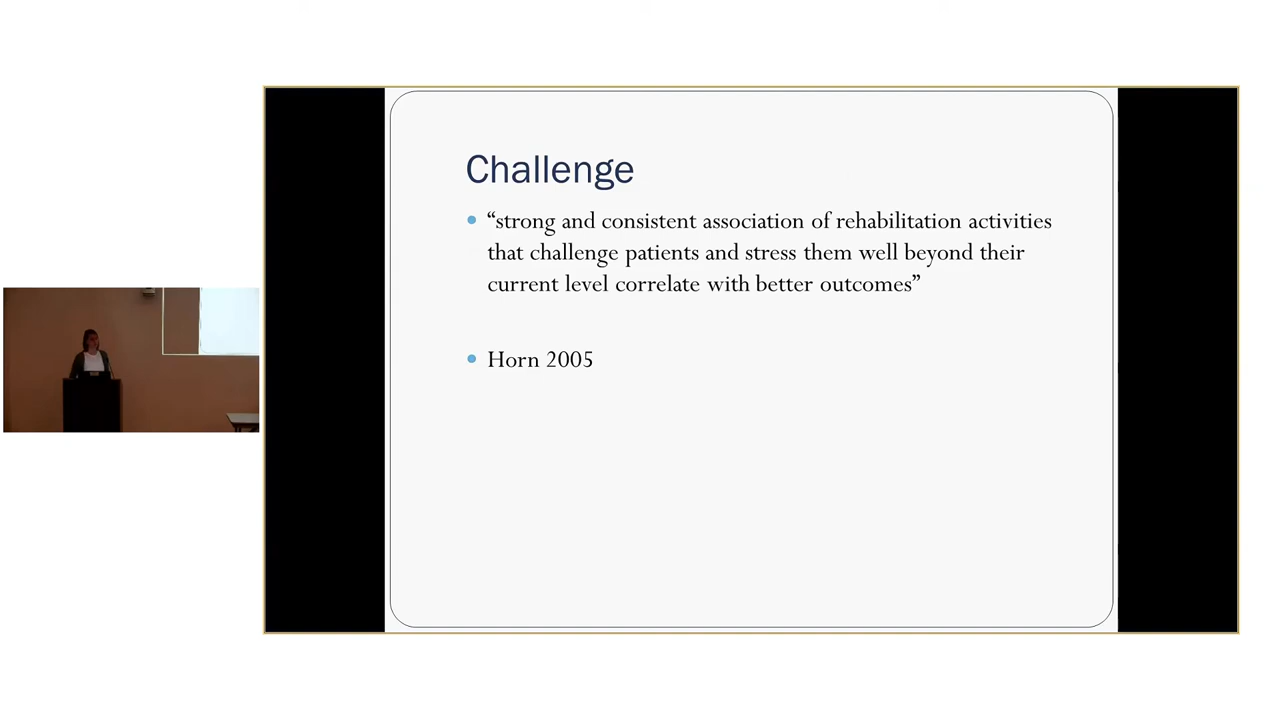 Challenge
“strong and consistent association of rehabilitation activities
that challenge patients and stress them well beyond their
current level correlate with better outcomes”
Horn 2005